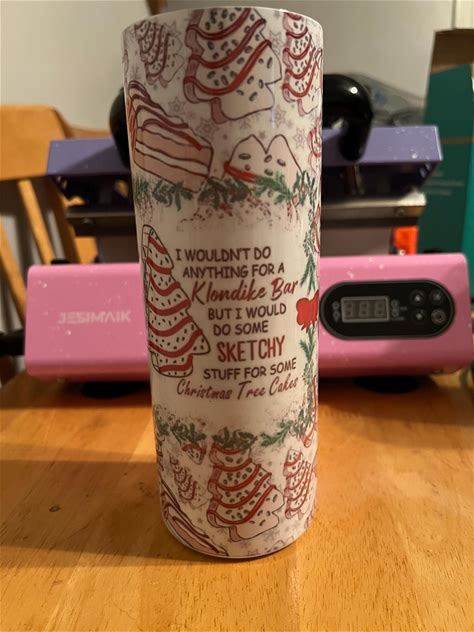 I WOULDN'T DO
ANYTHING FOR A
Klondike Bar
BUT I WOULD
DO SOME
SKETCHY
STUFF FOR SOME
Christmas Tree Cakes
JESIMAIK